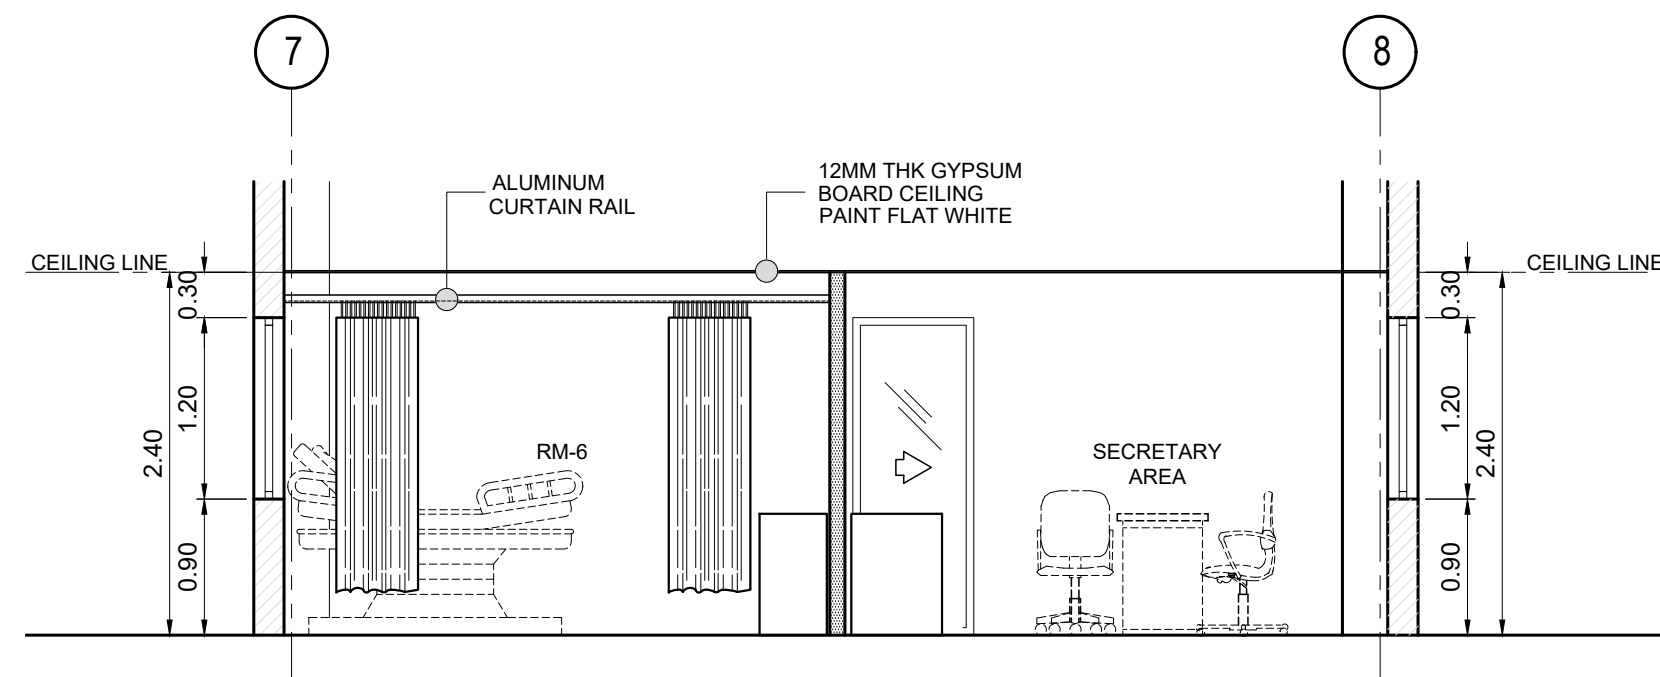 7
8
ALUMINUM
CURTAIN RAIL
12MM THK GYPSUM
BOARD CEILING
PAINT FLAT WHITE
CEILING LINE
CEILING LINE
0.30
0.30
1.20
1.20
2.40
2.40
RM-6
SECRETARY
AREA
0.90
0.90